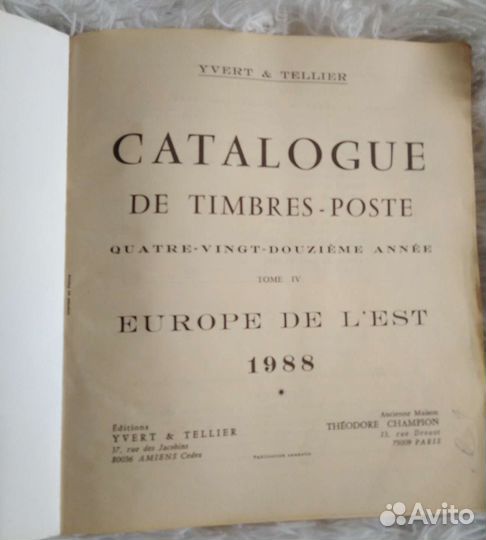 YVERT & TELLIER
CATALOGUE
DE TIMBRES-POSTE
QUATRE-VINGT-DOUZIÈME ANNÉE
TOME IV
EUROPE DE L'EST
1988
Éditions
YVERT & TELLIER
37, rue des Jacobins
80036 AMIENS Cedex
Ancienne Maison
THÉODORE CHAMPION
13, rue Drouot
75009 PARIS
Avito